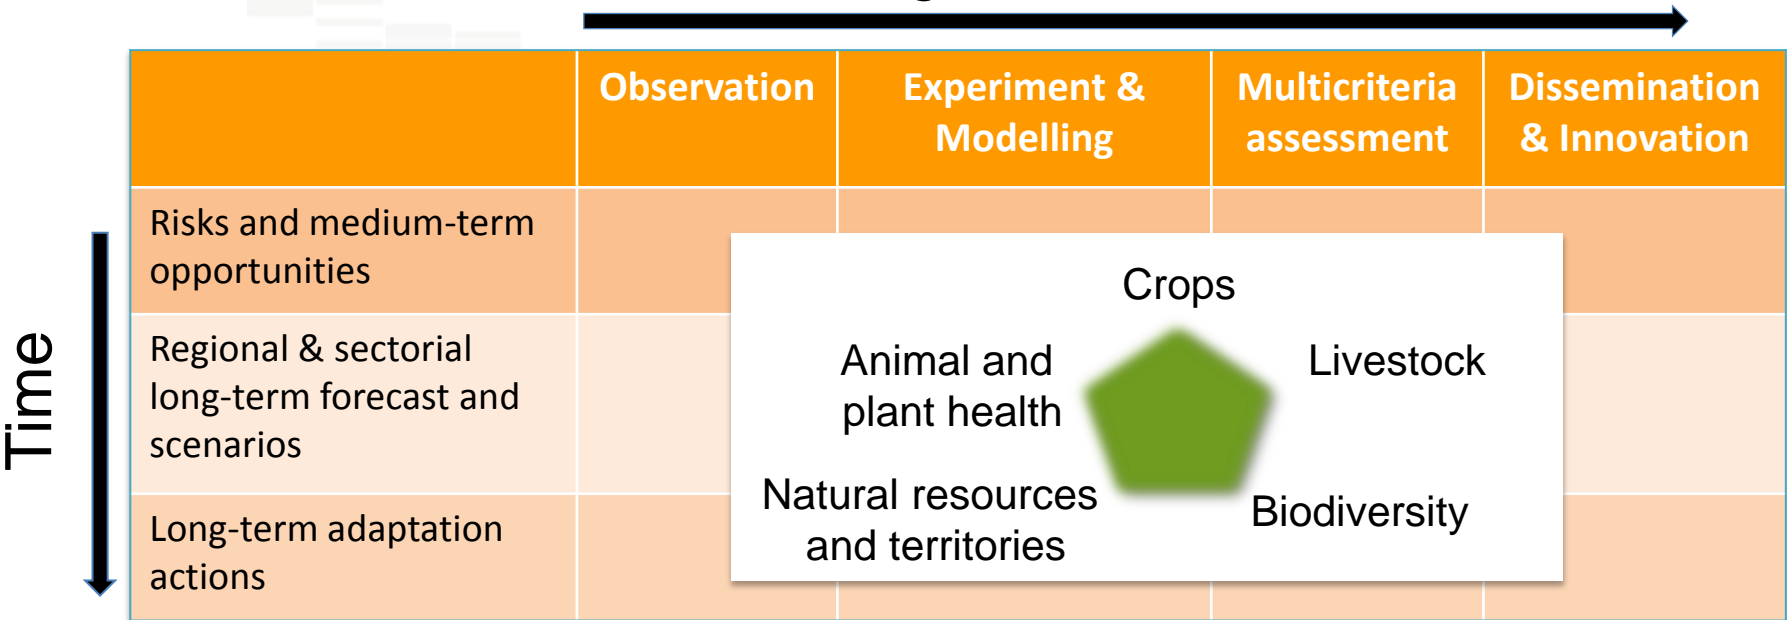 Observation
Experiment &
Modelling
Multicriteria
assessment
Dissemination
& Innovation
Time
Risks and medium-term
opportunities
Regional & sectorial
long-term forecast and
scenarios
Long-term adaptation
actions
Crops
Animal and
plant health
Livestock
Natural resources
and territories
Biodiversity